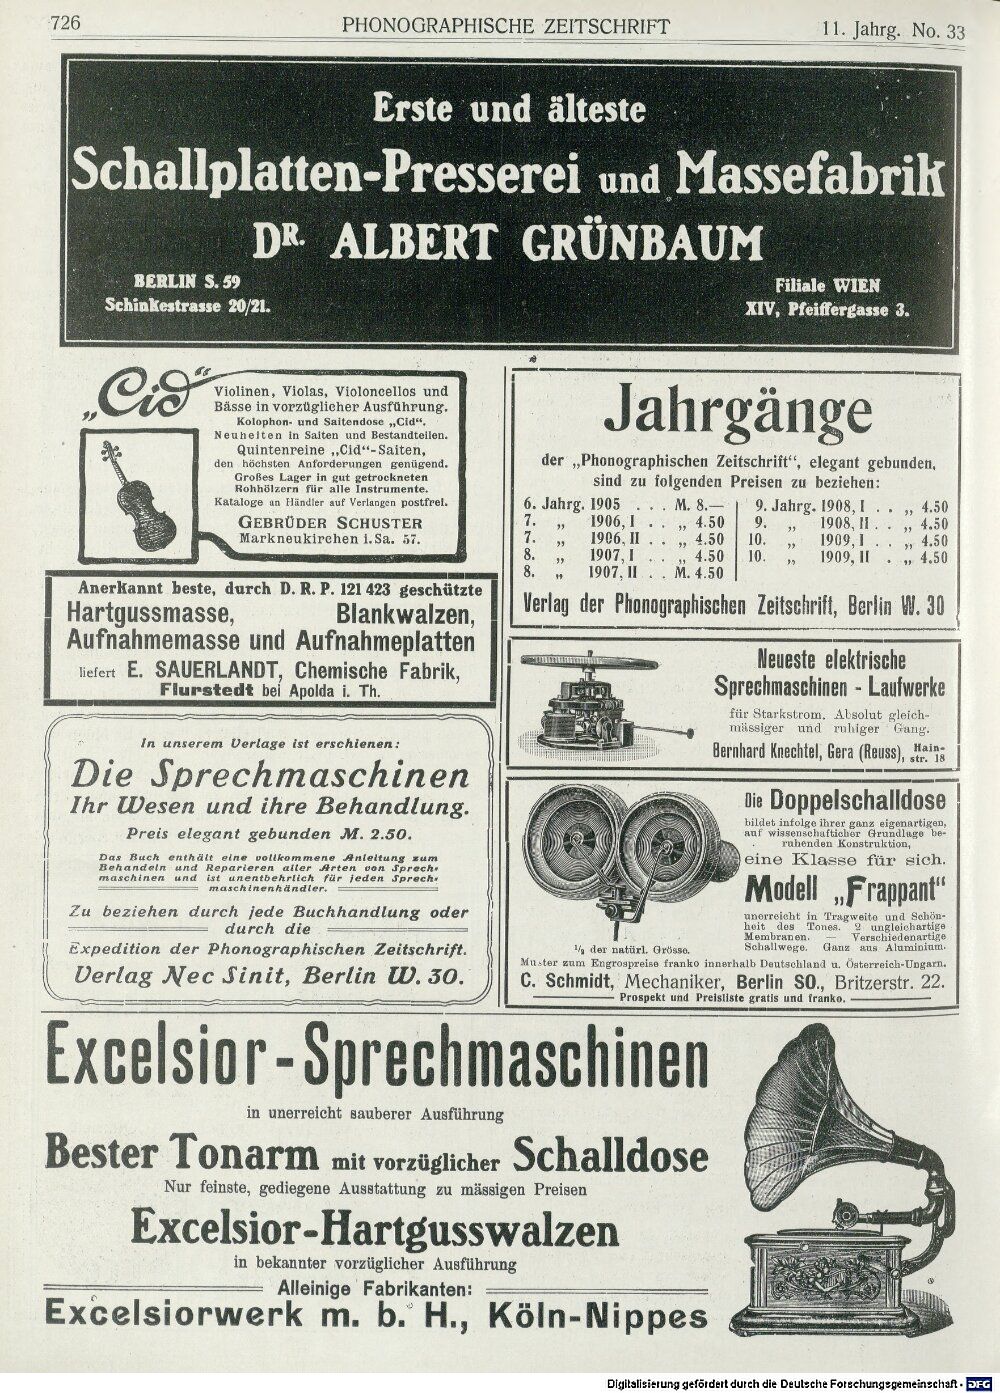 726
PHONOGRAPHISCHE ZEITSCHRIFT
11. Jahrg. No. 33
Erste und älteste
Schallplatten-Presserei und Massefabrik
DR. ALBERT GRÜNBAUM
BERLIN S. 59
Schinkestrasse 20/21.
Filiale WIEN
XIV, Pfeiffergasse 3.
„Cid“
Violinen, Violas, Violoncellos und
Bässe in vorzüglicher Ausführung.
Kolophon- und Saitendose „Cid“.
Neuheiten in Saiten und Bestandteilen.
Quintenreine „Cid“-Saiten,
den höchsten Anforderungen genügend.
Großes Lager in gut getrockneten
Rohhölzern für alle Instrumente.
Kataloge an Händler auf Verlangen postfrei.
GEBRÜDER SCHUSTER
Markneukirchen i. Sa. 57.
Anerkannt beste, durch D. R. P. 121 423 geschützte
Hartgussmasse, Blankwalzen,
Aufnahmemasse und Aufnahmeplatten
liefert E. SAUERLANDT, Chemische Fabrik,
Flurstedt bei Apolda i. Th.
In unserem Verlage ist erschienen:
Die Sprechmaschinen
Ihr Wesen und ihre Behandlung.
Preis elegant gebunden M. 2.50.
Das Buch enthält eine vollkommene Anleitung zum
Behandeln und Reparieren aller Arten von Sprech-
maschinen und ist unentbehrlich für jeden Sprech-
maschinenhändler.
Zu beziehen durch jede Buchhandlung oder
durch die
Expedition der Phonographischen Zeitschrift.
Verlag Nec Sinit, Berlin W. 30.
Jahrgänge
der „Phonographischen Zeitschrift“, elegant gebunden,
sind zu folgenden Preisen zu beziehen:
6. Jahrg. 1905 . . . M. 8.—
7. „ 1906, I . . „ 4.50
7. „ 1906, II . . „ 4.50
8. „ 1907, I . . „ 4.50
8. „ 1907, II . . M. 4.50
9. Jahrg. 1908, I . . „ 4.50
9. „ 1908, II . . „ 4.50
10. „ 1909, I . . „ 4.50
10. „ 1909, II . „ 4.50
Verlag der Phonographischen Zeitschrift, Berlin W. 30
Neueste elektrische
Sprechmaschinen - Laufwerke
für Starkstrom. Absolut gleich-
mässiger und ruhiger Gang.
Bernhard Knechtel, Gera (Reuss), Hain-
str. 18
Die Doppelschalldose
bildet infolge ihrer ganz eigenartigen,
auf wissenschaftlicher Grundlage be-
ruhenden Konstruktion,
eine Klasse für sich.
Modell „Frappant“
unerreicht in Tragweite und Schön-
heit des Tones. 2 ungleichartige
Membranen. — Verschiedenartige
Schallwege. Ganz aus Aluminium.
½ der natürl. Grösse.
Muster zum Engrospreise franko innerhalb Deutschland u. Österreich-Ungarn.
C. Schmidt, Mechaniker, Berlin SO., Britzerstr. 22.
Prospekt und Preisliste gratis und franko.
Excelsior-Sprechmaschinen
in unerreicht sauberer Ausführung
Bester Tonarm mit vorzüglicher Schalldose
Nur feinste, gediegene Ausstattung zu mässigen Preisen
Excelsior-Hartgusswalzen
in bekannter vorzüglicher Ausführung
Alleinige Fabrikanten:
Excelsiorwerk m. b. H., Köln-Nippes
Digitalisierung gefördert durch die Deutsche Forschungsgemeinschaft - DFG